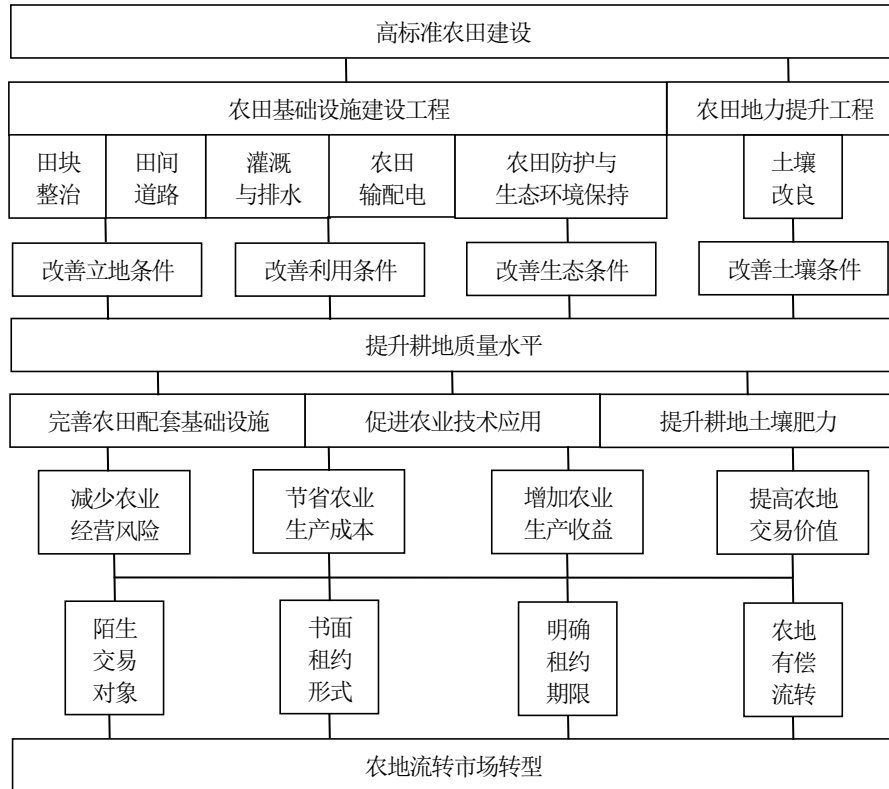 高标准农田建设
农田基础设施建设工程
农田地力提升工程
田块
整治
田间
道路
灌溉
与排水
农田
输配电
农田防护与
生态环境保持
土壤
改良
改善立地条件
改善利用条件
改善生态条件
改善土壤条件
提升耕地质量水平
完善农田配套基础设施
促进农业技术应用
提升耕地土壤肥力
减少农业
经营风险
节省农业
生产成本
增加农业
生产收益
提高农地
交易价值
陌生
交易
对象
书面
租约
形式
明确
租约
期限
农地
有偿
流转
农地流转市场转型